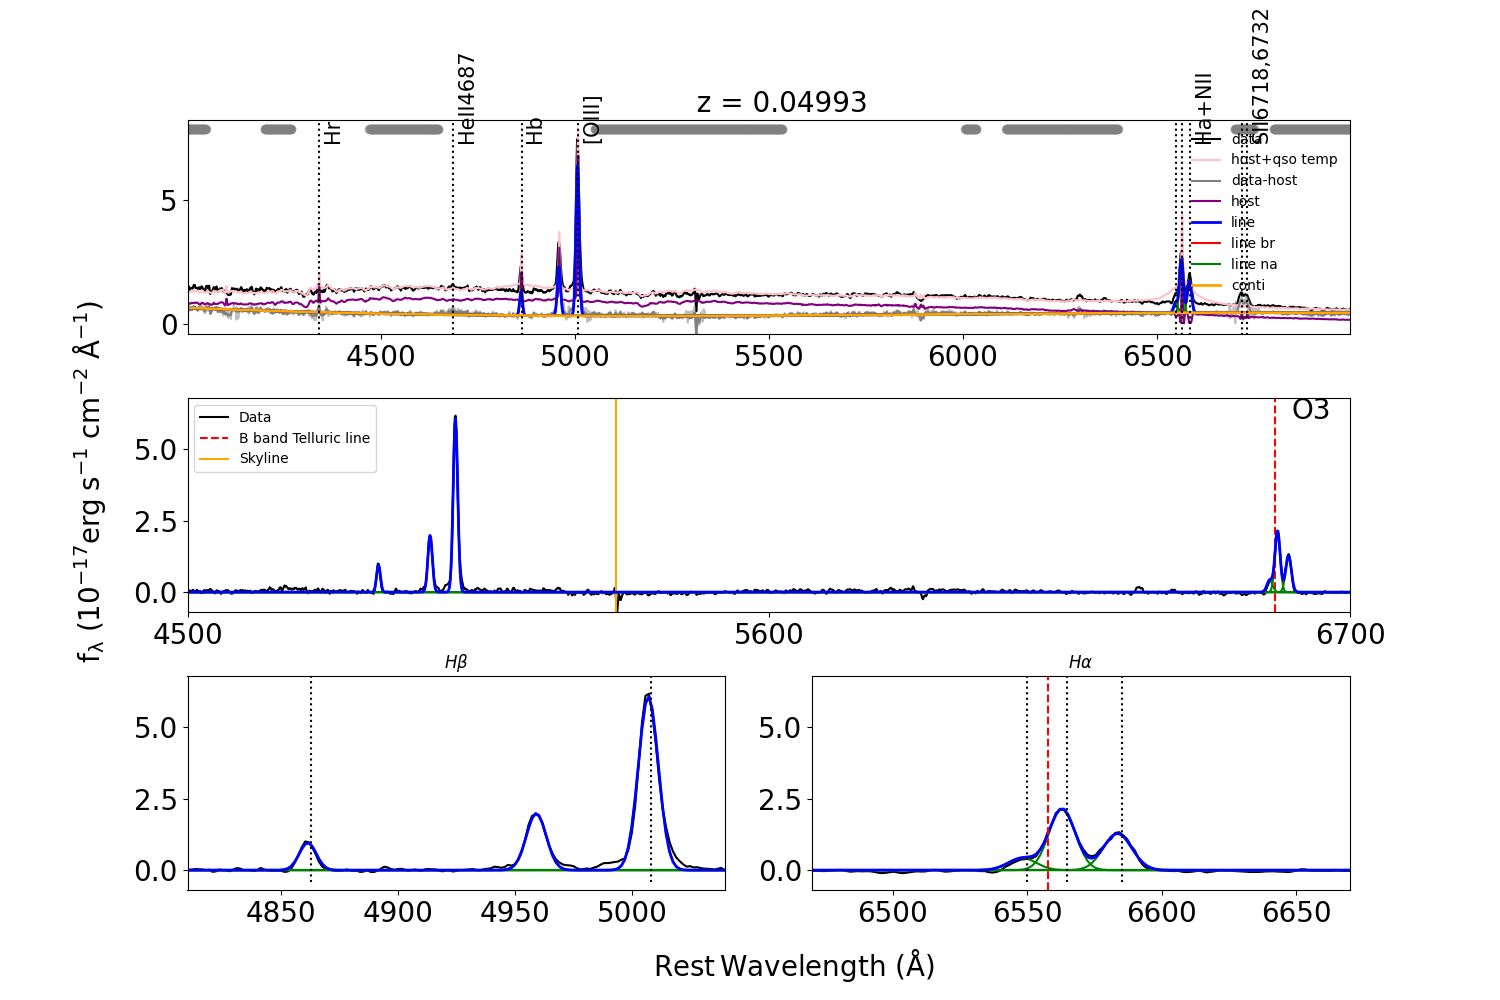 z = 0.04993
Hr
HeII4687
Hb
[OIII]
Ha+NII
SII6718,6732
data
host+qso temp
data-host
host
line
line br
line na
conti
5
0
4500
5000
5500
6000
6500
Data
B band Telluric line
Skyline
O3
5.0
2.5
0.0
4500
5600
6700
fλ (10⁻¹⁷erg s⁻¹ cm⁻² Å⁻¹)
Hβ
5.0
2.5
0.0
4850
4900
4950
5000
Hα
5.0
2.5
0.0
6500
6550
6600
6650
Rest Wavelength (Å)